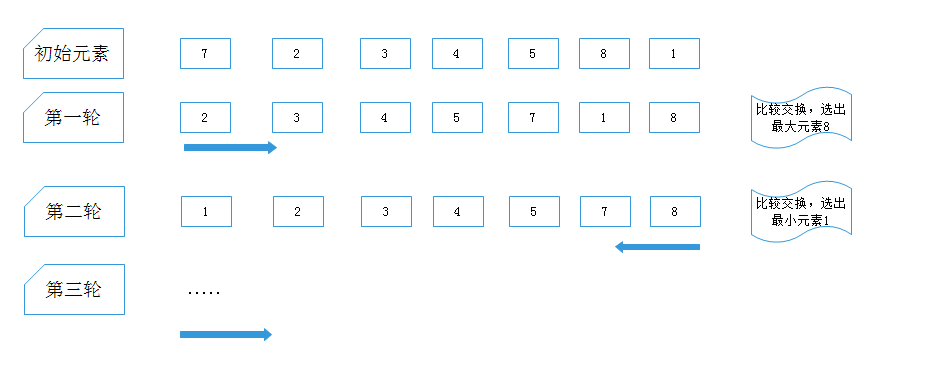 初始元素 7 2 3 4 5 8 1
第一轮 2 3 4 5 7 1 8
比较交换，选出
最大元素8
第二轮 1 2 3 4 5 7 8
比较交换，选出
最小元素1
第三轮 .....